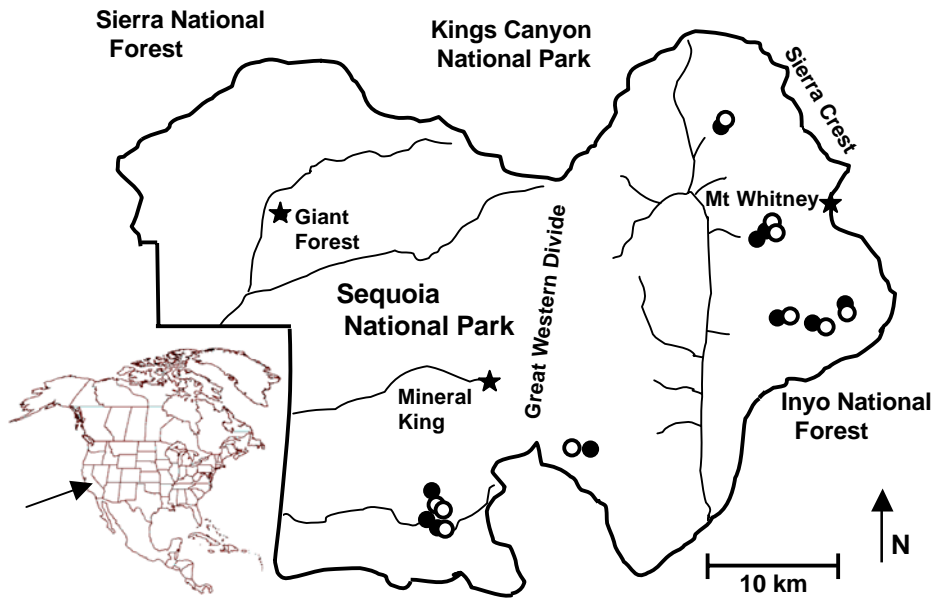 Sierra National
Forest
Kings Canyon
National Park
Sierra Crest
Mt Whitney
Giant
Forest
Great Western Divide
Sequoia
National Park
Mineral
King
Inyo National
Forest
N
10 km